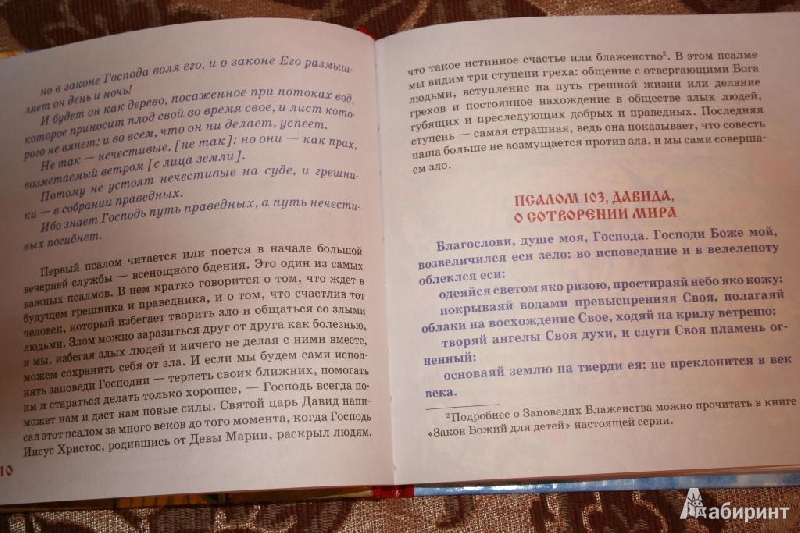 но в законе Господа воля его, и о законе Его размыш-
ляет он день и ночь!
И будет он как дерево, посаженное при потоках вод,
которое приносит плод свой во время свое, и лист кото-
рого не вянет; и во всем, что он ни делает, успеет.
Не так — нечестивые, [не так]; но они — как прах,
возметаемый ветром [с лица земли].
Потому не устоят нечестивые на суде, и грешни-
ки — в собрании праведных.
Ибо знает Господь путь праведных, а путь нечести-
вых погибнет.
Первый псалом читается или поется в начале большой
вечерней службы — всенощного бдения. Это один из самых
важных псалмов. В нем кратко говорится о том, что ждет в
будущем грешника и праведника, и о том, что счастлив тот
человек, который избегает творить зло и общаться со злыми
людьми. Злом можно заразиться друг от друга как болезнью,
и мы, избегая злых людей и ничего не делая с ними вместе,
можем сохранить себя от зла. И если мы будем сами испол-
нять заповеди Господни — терпеть своих ближних, помогать
им и стараться делать только хорошее, — Господь всегда по-
может нам и даст нам новые силы. Святой царь Давид напи-
сал этот псалом за много веков до того момента, когда Господь
Иисус Христос, родившись от Девы Марии, раскрыл людям,
10
что такое истинное счастье или блаженство². В этом псалме
мы видим три ступени греха: общение с отвергающими Бога
людьми, вступление на путь грешной жизни или делание
грехов и постоянное нахождение в обществе злых людей,
губящих и преследующих добрых и праведных. Последняя
ступень — самая страшная, ведь она показывает, что совесть
наша больше не возмущается против зла, и мы сами соверша-
ем зло.
ПСАЛОМ 103, ДАВИДА,
О СОТВОРЕНИИ МИРА
Благослови, душе моя, Господа. Господи Боже мой,
возвеличился еси зело: во исповедание и в велелепоту
облеклся еси:
одеяйся светом яко ризою, простираяй небо яко кожу:
покрываяй водами превыспренняя Своя, полагаяй
облаки на восхождение Свое, ходяй на крилу ветреню:
творяй ангелы Своя духи, и слуги Своя пламень ог-
ненный:
основаяй землю на тверди ея: не преклонится в век
века.
²Подробнее о Заповедях Блаженства можно прочитать в книге
«Закон Божий для детей» настоящей серии.
Лабиринт